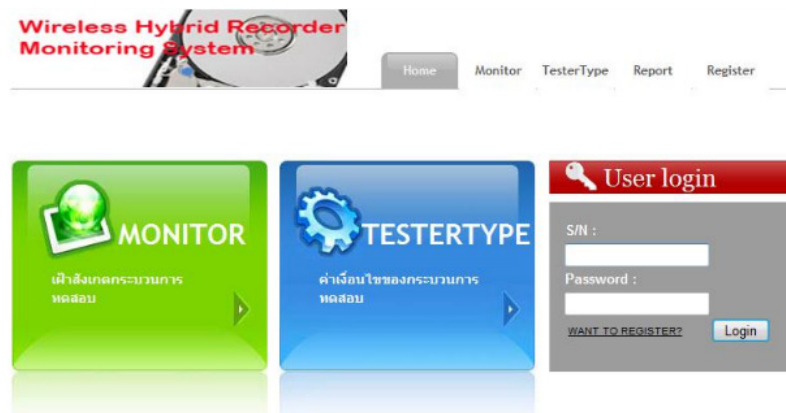 Wireless Hybrid Recorder
Monitoring System
Home Monitor TesterType Report Register
MONITOR
เฝ้าสังเกตกระบวนการ
ทดสอบ
TESTERTYPE
ค่าเงื่อนไขของกระบวนการ
ทดสอบ
User login
S/N :
Password :
WANT TO REGISTER? Login